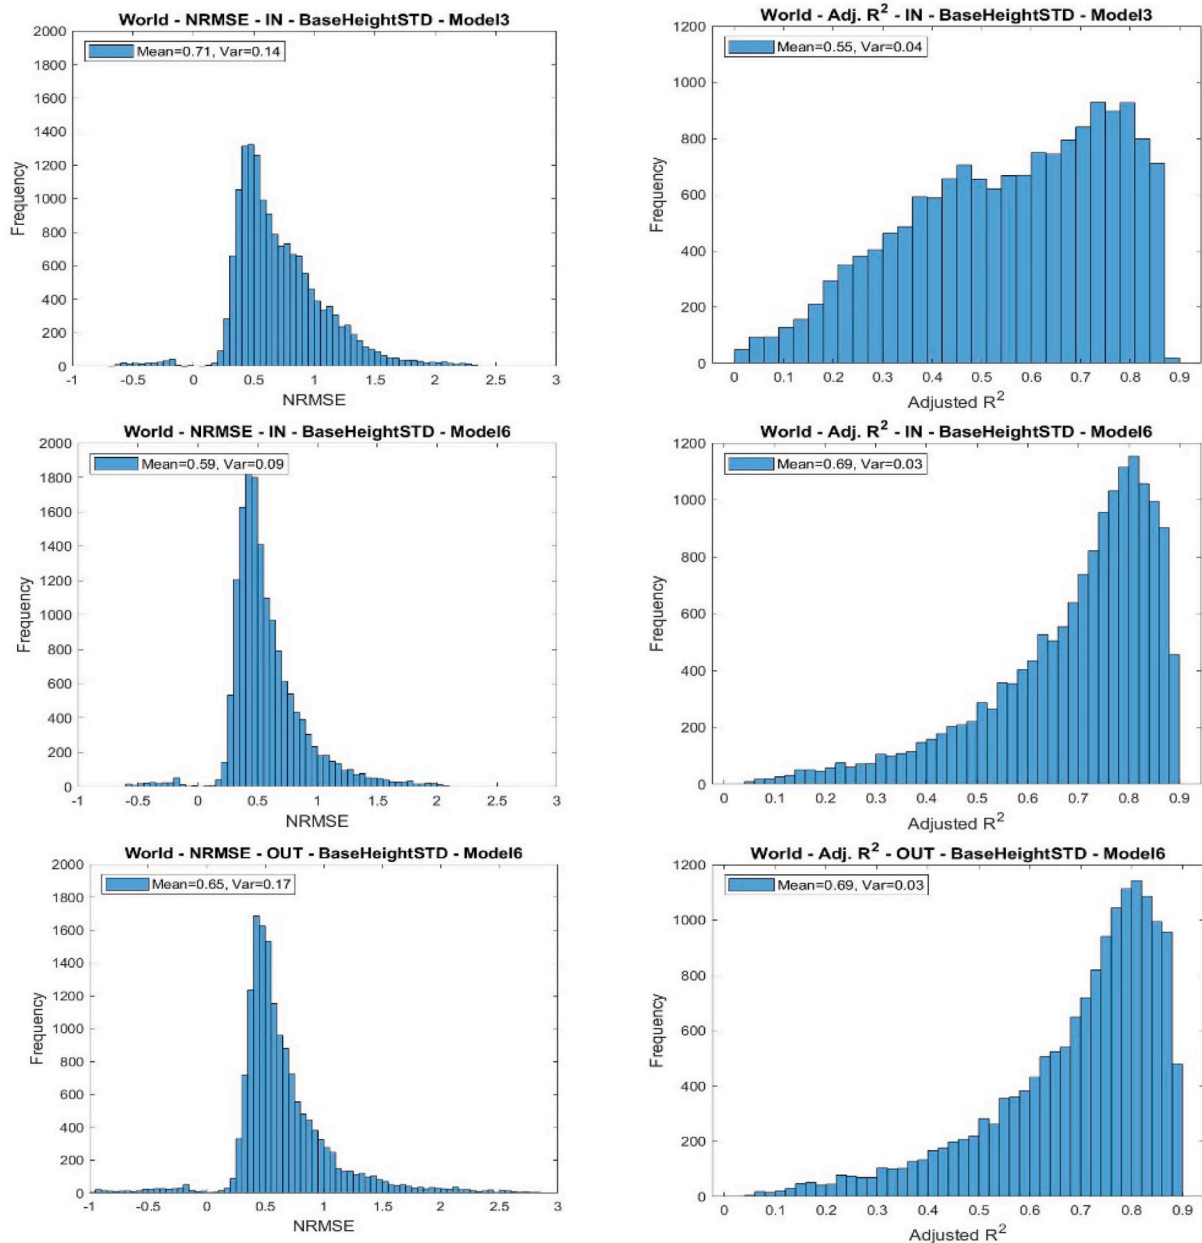 World - NRMSE - IN - BaseHeightSTD - Model3
Mean=0.71, Var=0.14
Frequency
2000
1800
1600
1400
1200
1000
800
600
400
200
0
-1 -0.5 0 0.5 1 1.5 2 2.5 3
NRMSE
World - Adj. R² - IN - BaseHeightSTD - Model3
Mean=0.55, Var=0.04
Frequency
1200
1000
800
600
400
200
0
0 0.1 0.2 0.3 0.4 0.5 0.6 0.7 0.8 0.9
Adjusted R²
World - NRMSE - IN - BaseHeightSTD - Model6
Mean=0.59, Var=0.09
Frequency
2000
1800
1600
1400
1200
1000
800
600
400
200
0
-1 -0.5 0 0.5 1 1.5 2 2.5 3
NRMSE
World - Adj. R² - IN - BaseHeightSTD - Model6
Mean=0.69, Var=0.03
Frequency
1200
1000
800
600
400
200
0
0 0.1 0.2 0.3 0.4 0.5 0.6 0.7 0.8 0.9
Adjusted R²
World - NRMSE - OUT - BaseHeightSTD - Model6
Mean=0.65, Var=0.17
Frequency
2000
1800
1600
1400
1200
1000
800
600
400
200
0
-1 -0.5 0 0.5 1 1.5 2 2.5 3
NRMSE
World - Adj. R² - OUT - BaseHeightSTD - Model6
Mean=0.69, Var=0.03
Frequency
1200
1000
800
600
400
200
0
0 0.1 0.2 0.3 0.4 0.5 0.6 0.7 0.8 0.9
Adjusted R²